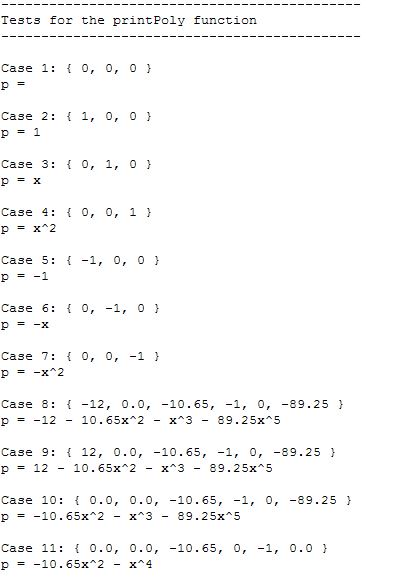 ---------------------------------------------
Tests for the printPoly function
---------------------------------------------
Case 1: { 0, 0, 0 }
p =
Case 2: { 1, 0, 0 }
p = 1
Case 3: { 0, 1, 0 }
p = x
Case 4: { 0, 0, 1 }
p = x^2
Case 5: { -1, 0, 0 }
p = -1
Case 6: { 0, -1, 0 }
p = -x
Case 7: { 0, 0, -1 }
p = -x^2
Case 8: { -12, 0.0, -10.65, -1, 0, -89.25 }
p = -12 - 10.65x^2 - x^3 - 89.25x^5
Case 9: { 12, 0.0, -10.65, -1, 0, -89.25 }
p = 12 - 10.65x^2 - x^3 - 89.25x^5
Case 10: { 0.0, 0.0, -10.65, -1, 0, -89.25 }
p = -10.65x^2 - x^3 - 89.25x^5
Case 11: { 0.0, 0.0, -10.65, 0, -1, 0.0 }
p = -10.65x^2 - x^4